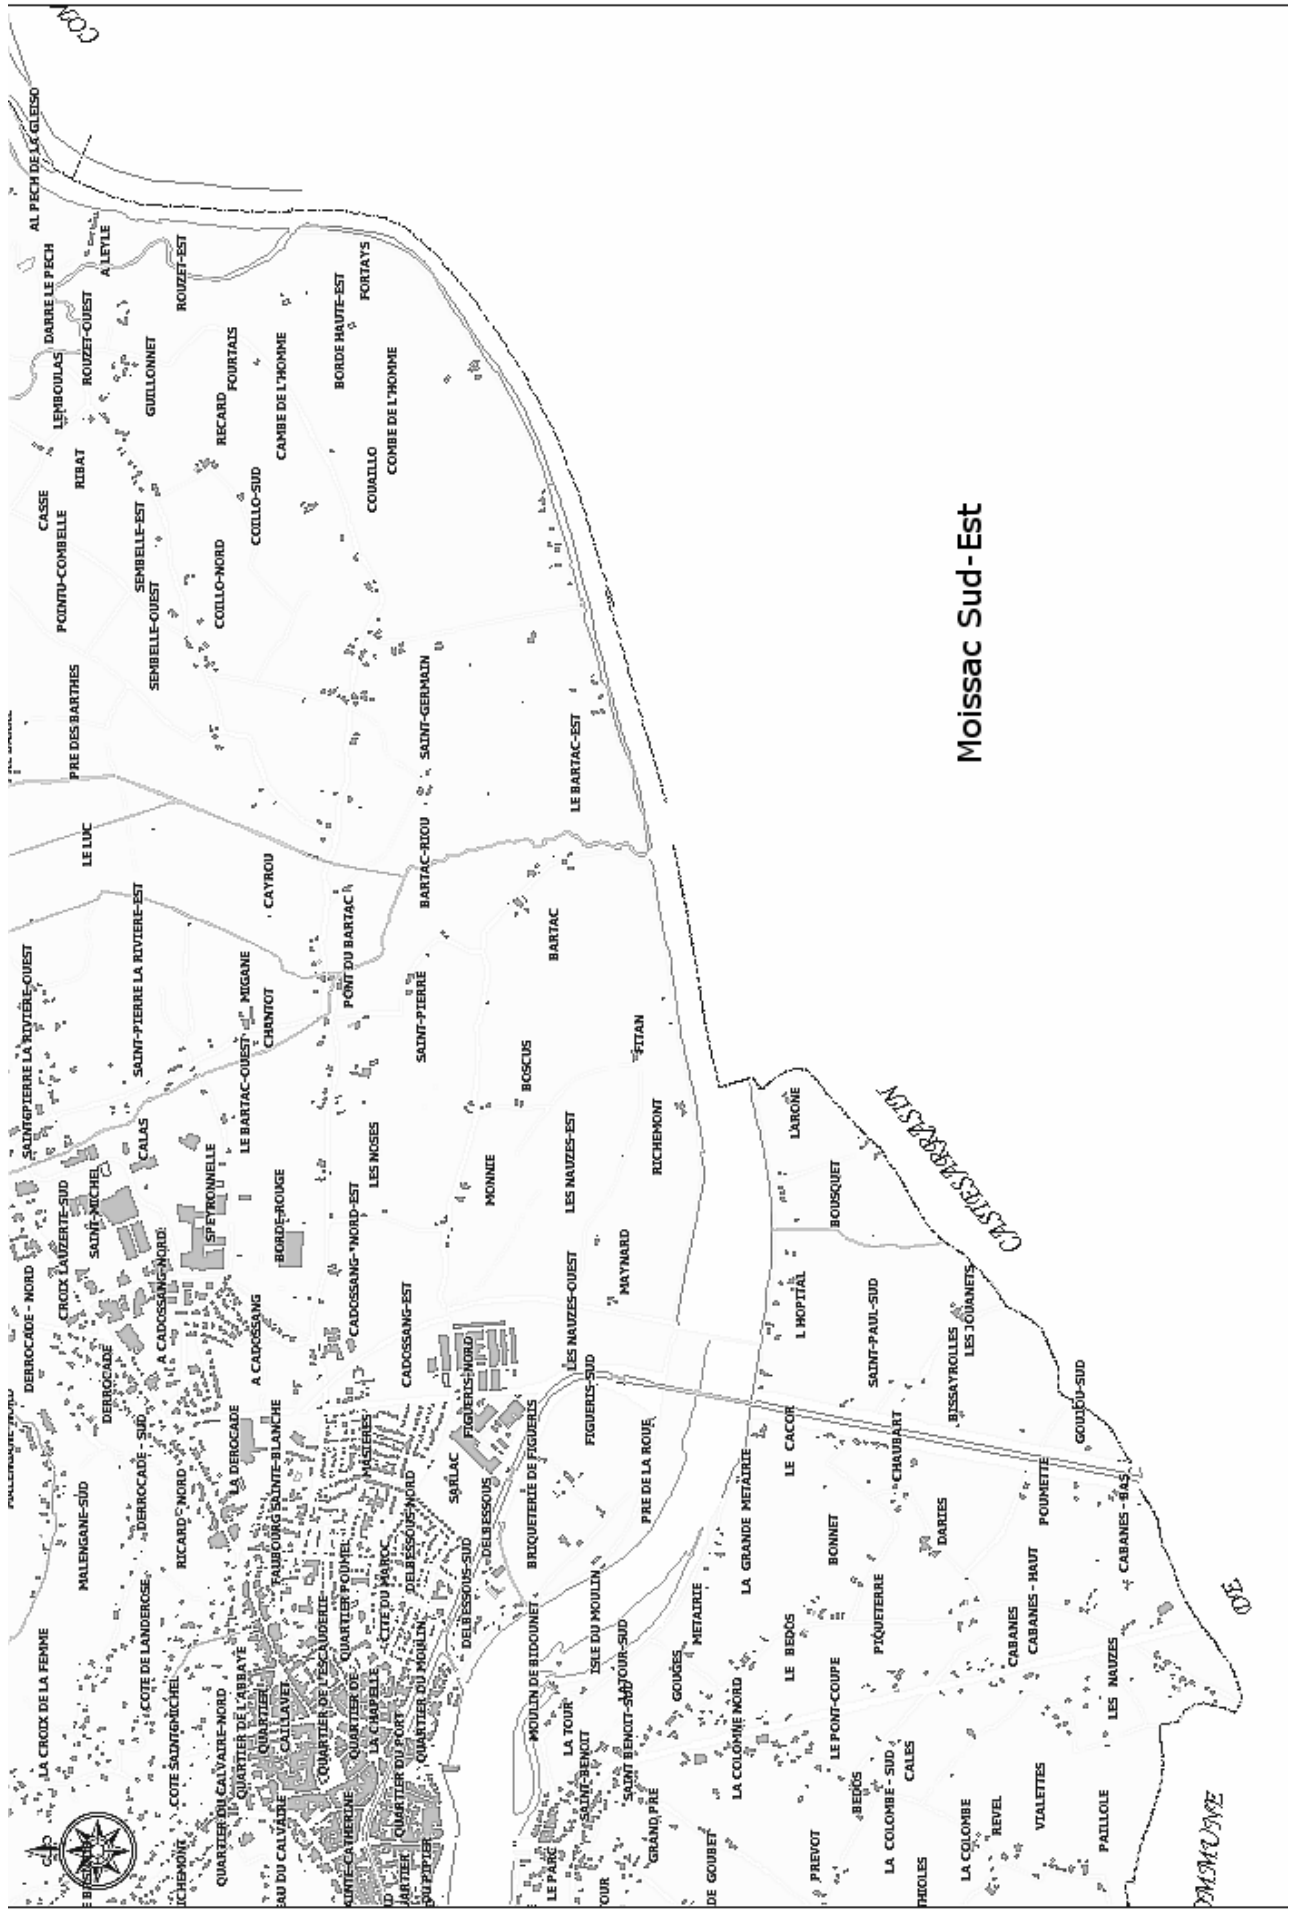 AL PECH DE LA GLEISO
DARRE LE PECH
A LEYLE
ROUZET-EST
LEMBOULAS
ROUZET-OUEST
GUILLONNET
FOURTAIS
BORDE HAUTE-EST
FORTAYS
RECARD
CAMBE DE L'HOMME
COMBE DE L'HOMME
RIBAT
CASSE
COILLO-SUD
COUAILLO
POINTU-COMBELLE
SEMBELLE-EST
SEMBELLE-OUEST
COILLO-NORD
PRE DES BARTHES
SAINT-GERMAIN
LE BARTAC-EST
LE LUC
CAYROU
BARTAC-RIOU
BARTAC
SAINT-PIERRE LA RIVIERE-EST
SAINT-PIERRE LA RIVIERE-OUEST
MIGANE
CHANTOT
PONT DU BARTAC
SAINT-PIERRE
LE BARTAC-OUEST
BOSCUS
FITAN
CALAS
SAINT-MICHEL
CROIX LAUZERTE-SUD
SPEYRONNELLE
BORDE-ROUGE
LES NOSES
MONNIE
LES NAUZES-EST
RICHEMONT
L'ARONE
BOUSQUET
CASTELSARRASIN
Moissac Sud-Est
DERROCADE - NORD
A CADOSSANG-NORD
CADOSSANG-NORD-EST
CADOSSANG-EST
LES NAUZES-OUEST
MAYNARD
L HOPITAL
SAINT-PAUL-SUD
LES JOUANETS
BISSAYROLLES
GOUJOU-SUD
DERROCADE
A CADOSSANG
FIGUERIS-NORD
FIGUERIS-SUD
DERROCADE - SUD
LA DEROCADE
FAUBOURG SAINTE-BLANCHE
MASIERES
SARLAC
BRIQUETERIE DE FIGUERIS
PRE DE LA ROUE
LE CACOR
CHAUBART
MALENGANE-SUD
RICARD - NORD
DELBESSOUS-NORD
DELBESSOUS
LA GRANDE METAIRIE
BONNET
DARIES
POUMETTE
CABANES - BAS
COTE DE LANDEROSE
QUARTIER POUMEL
CITE DU MAROC
DELBESSOUS-SUD
MOULIN DE BIDOUNET
ISLE DU MOULIN
METAIRIE
LE BEDOS
PIQUETERIE
CABANES
CABANES - HAUT
LES NAUZES
LA CROIX DE LA FEMME
COTE SAINT-MICHEL
QUARTIER DU CALVAIRE-NORD
QUARTIER DE L'ABBAYE
QUARTIER
CAILLAVET
QUARTIER DE L'ESCUDERIE
QUARTIER DE
LA CHAPELLE
QUARTIER DU PORT
QUARTIER DU MOULIN
LA TOUR
LATOUR-SUD
SAINT-BENOIT
SAINT BENOIT-SUD
GOUGES
LA COLOMBE NORD
LE PONT-COUPE
BEDOS
CALES
LA COLOMBE - SUD
GRAND PRE
LE PARC
PREVOT
LA COLOMBE
REVEL
VIALETTES
PAILLOLE
DE